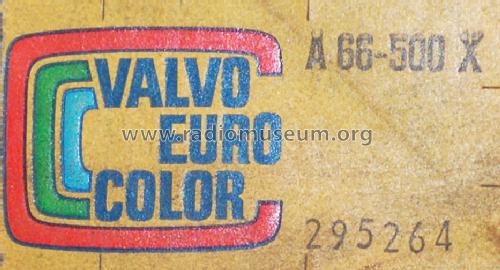 VALVO
EURO
COLOR
A 66-500 X
www.radiomuseum.org
295264